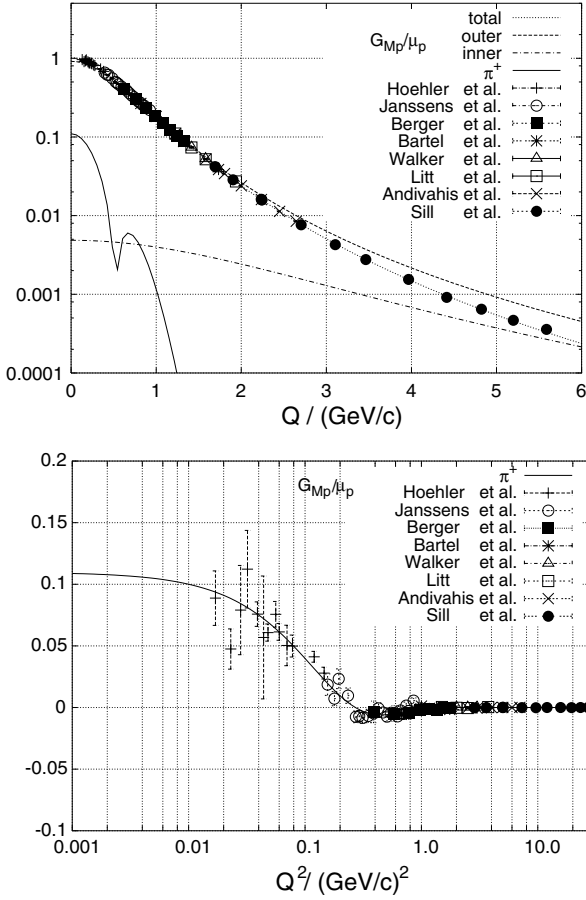 1
0.1
0.01
0.001
0.0001
0 1 2 3 4 5 6
Q / (GeV/c)
G_Mp/μ_p
total
outer
inner
π⁺
Hoehler et al.
Janssens et al.
Berger et al.
Bartel et al.
Walker et al.
Litt et al.
Andivahis et al.
Sill et al.
0.2
0.15
0.1
0.05
0
-0.05
-0.1
0.001 0.01 0.1 1.0 10.0
Q²/ (GeV/c)²
G_Mp/μ_p
π⁺
Hoehler et al.
Janssens et al.
Berger et al.
Bartel et al.
Walker et al.
Litt et al.
Andivahis et al.
Sill et al.